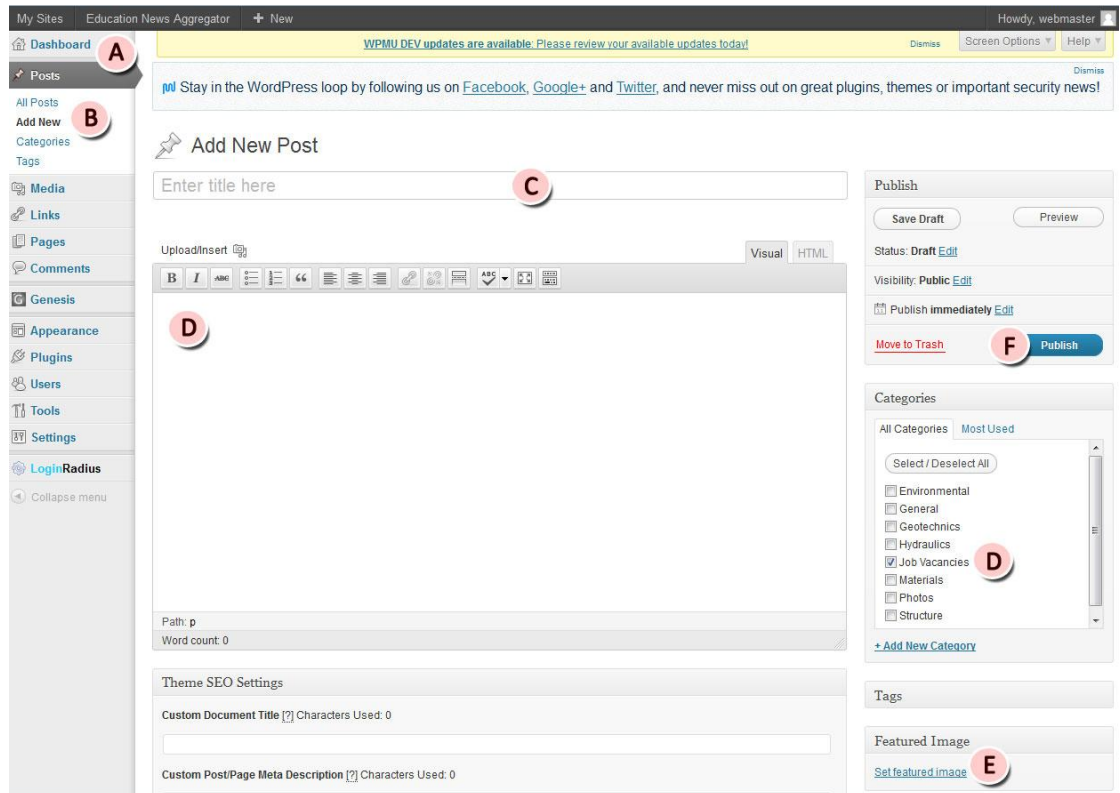 My Sites Education News Aggregator + New Howdy, webmaster
Dashboard
A
Posts
All Posts
Add New
B
Categories
Tags
Media
Links
Pages
Comments
Genesis
Appearance
Plugins
Users
Tools
Settings
LoginRadius
Collapse menu
WPMU DEV updates are available: Please review your available updates today! Dismiss
Screen Options Help
Dismiss
Stay in the WordPress loop by following us on Facebook, Google+ and Twitter, and never miss out on great plugins, themes or important security news!
Add New Post
Enter title here
C
Upload/Insert
Visual HTML
B I ABC ABC
D
Path: p
Word count: 0
Theme SEO Settings
Custom Document Title [?] Characters Used: 0
Custom Post/Page Meta Description [?] Characters Used: 0
Publish
Save Draft Preview
Status: Draft Edit
Visibility: Public Edit
Publish immediately Edit
Move to Trash F Publish
Categories
All Categories Most Used
Select / Deselect All
Environmental
General
Geotechnics
Hydraulics
Job Vacancies
D
Materials
Photos
Structure
+ Add New Category
Tags
Featured Image
Set featured image
E